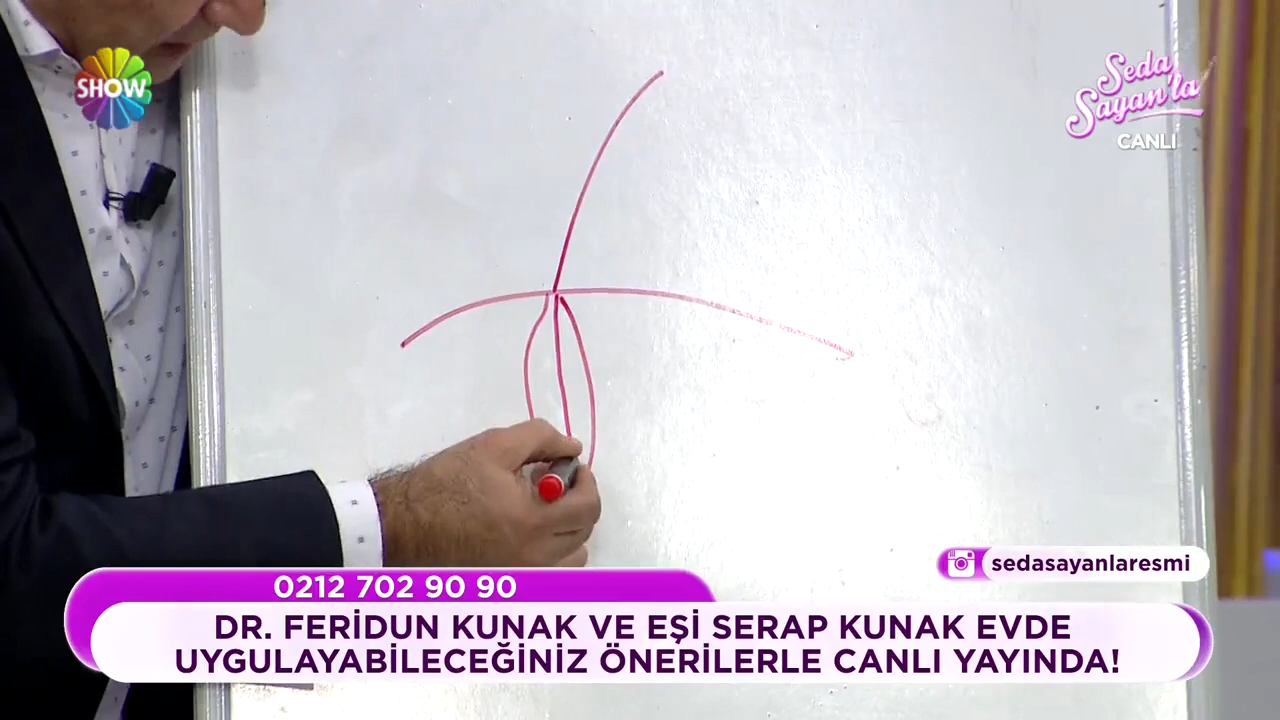 SHOW
Seda
Sayan'la
CANLI
sedasayanlaresmi
0212 702 90 90
DR. FERİDUN KUNAK VE EŞİ SERAP KUNAK EVDE
UYGULAYABİLECEĞİNİZ ÖNERİLERLE CANLI YAYINDA!